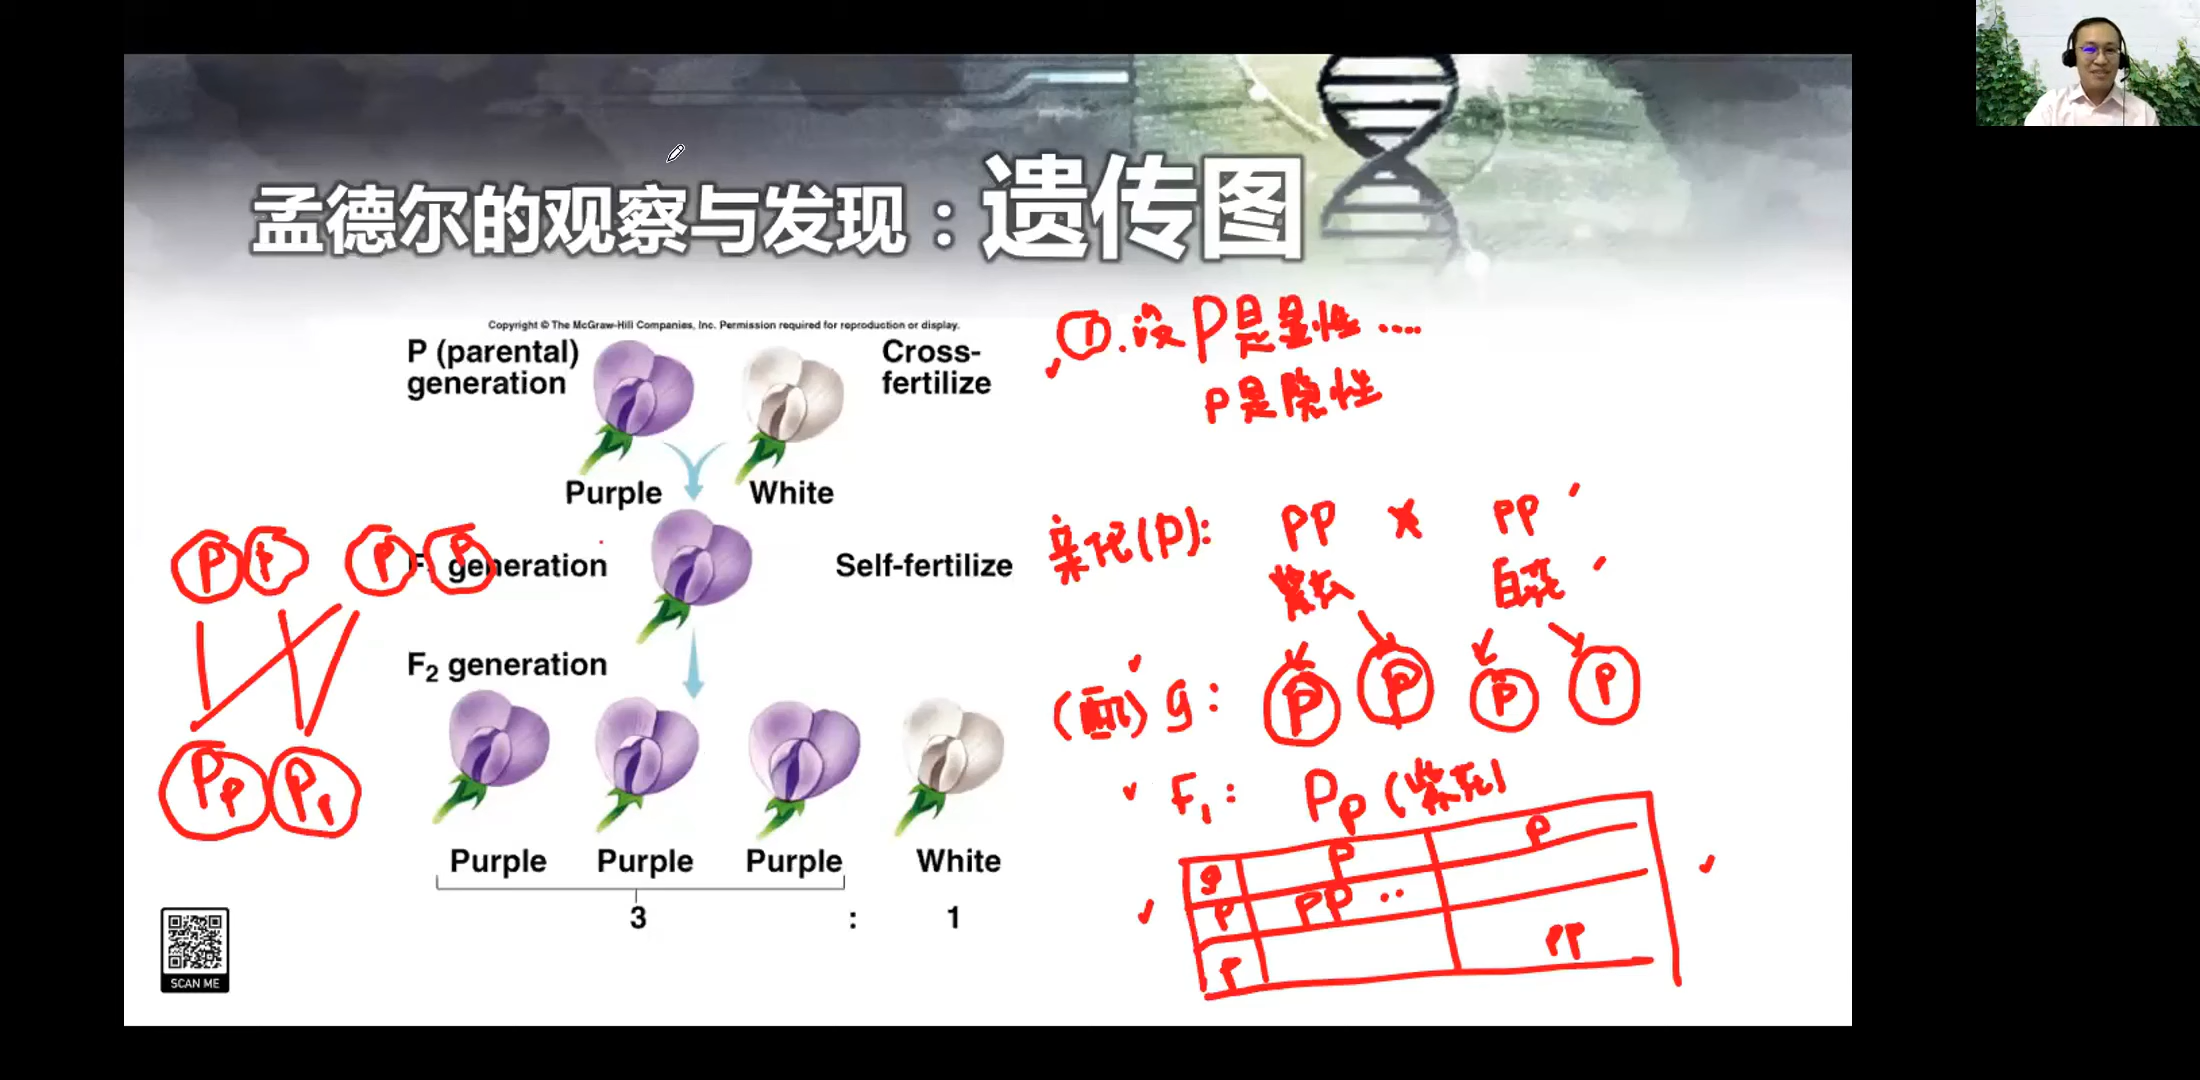 孟德尔的观察与发现：遗传图
Copyright © The McGraw-Hill Companies, Inc. Permission required for reproduction or display.
P (parental)
generation
Cross-
fertilize
Purple
White
F₁ generation
Self-fertilize
F₂ generation
Purple
Purple
Purple
White
3 : 1
SCAN ME
①.设P是显性....
p是隐性
亲代(P): PP × pp
紫花 白花
(配) g: P P p p
F₁: Pp (紫花)
g P p
P PP ..
p pp
P P p p
Pp Pp